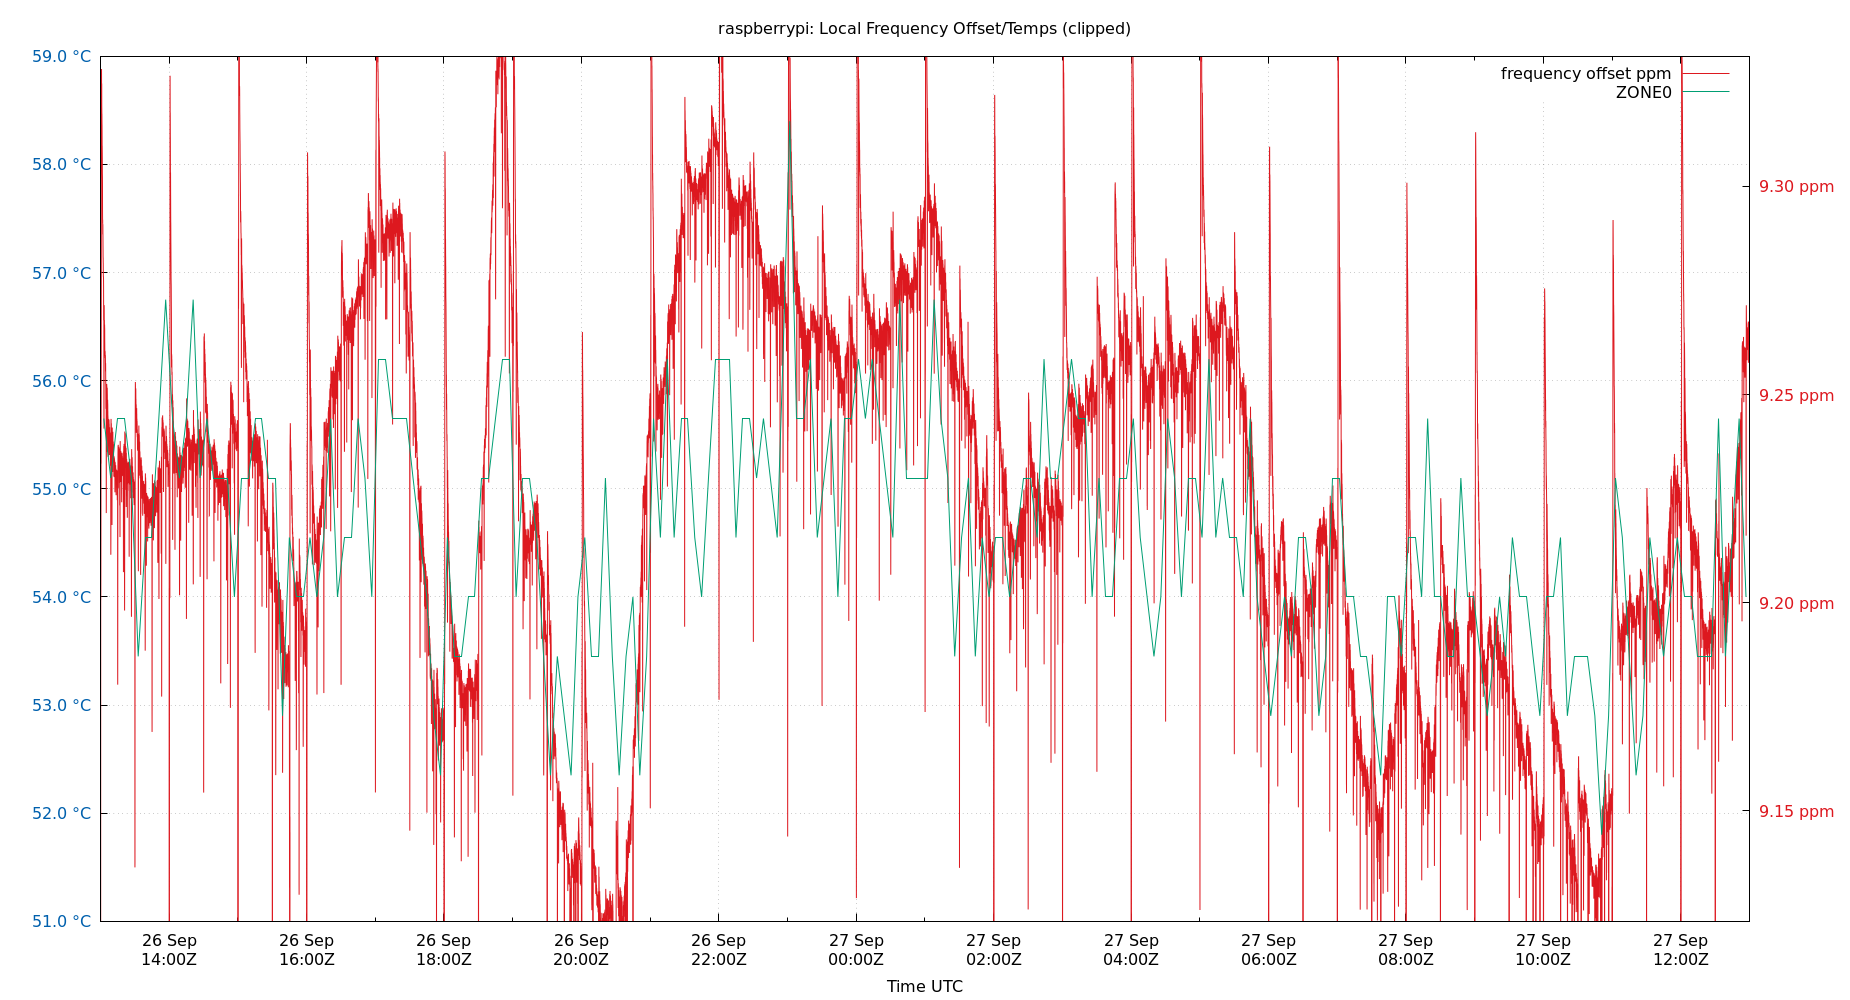 raspberrypi: Local Frequency Offset/Temps (clipped)
59.0 °C
58.0 °C
57.0 °C
56.0 °C
55.0 °C
54.0 °C
53.0 °C
52.0 °C
51.0 °C
frequency offset ppm
ZONE0
9.30 ppm
9.25 ppm
9.20 ppm
9.15 ppm
26 Sep 26 Sep 26 Sep 26 Sep 26 Sep 27 Sep 27 Sep 27 Sep 27 Sep 27 Sep 27 Sep 27 Sep
14:00Z 16:00Z 18:00Z 20:00Z 22:00Z 00:00Z 02:00Z 04:00Z 06:00Z 08:00Z 10:00Z 12:00Z
Time UTC